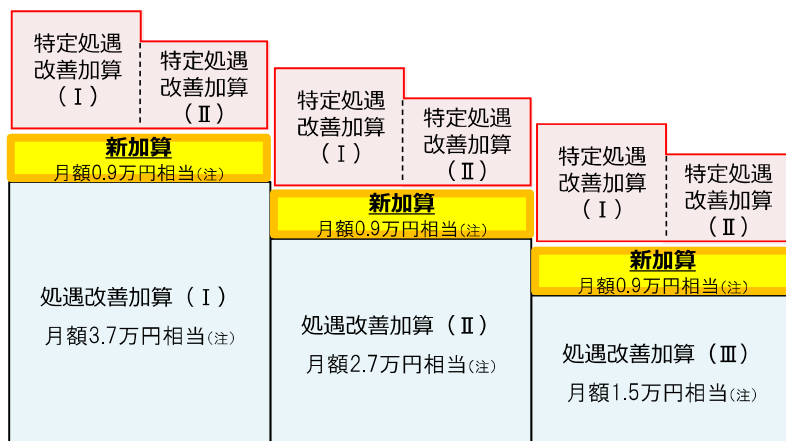 特定処遇
改善加算
(Ⅰ)
特定処遇
改善加算
(Ⅱ)
新加算
月額0.9万円相当(注)
処遇改善加算(Ⅰ)
月額3.7万円相当(注)
特定処遇
改善加算
(Ⅰ)
特定処遇
改善加算
(Ⅱ)
新加算
月額0.9万円相当(注)
処遇改善加算(Ⅱ)
月額2.7万円相当(注)
特定処遇
改善加算
(Ⅰ)
特定処遇
改善加算
(Ⅱ)
新加算
月額0.9万円相当(注)
処遇改善加算(Ⅲ)
月額1.5万円相当(注)